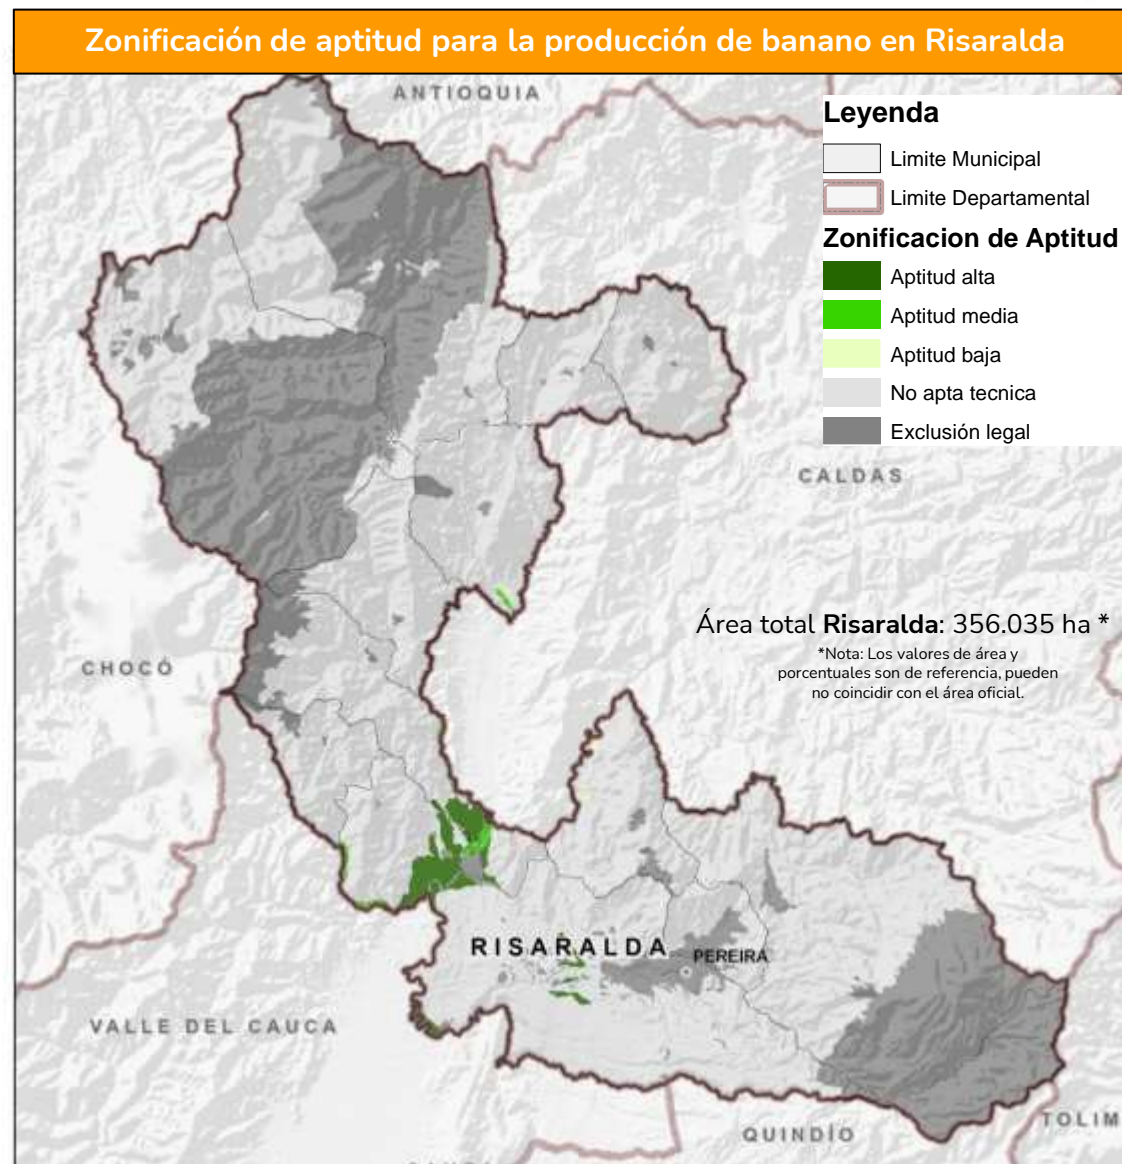 Zonificación de aptitud para la producción de banano en Risaralda
ANTIOQUIA
Leyenda
Limite Municipal
Limite Departamental
Zonificacion de Aptitud
Aptitud alta
Aptitud media
Aptitud baja
No apta tecnica
Exclusión legal
CALDAS
Área total Risaralda: 356.035 ha *
*Nota: Los valores de área y
porcentuales son de referencia, pueden
no coincidir con el área oficial.
CHOCÓ
RISARALDA
PEREIRA
VALLE DEL CAUCA
TOLIM
QUINDÍO